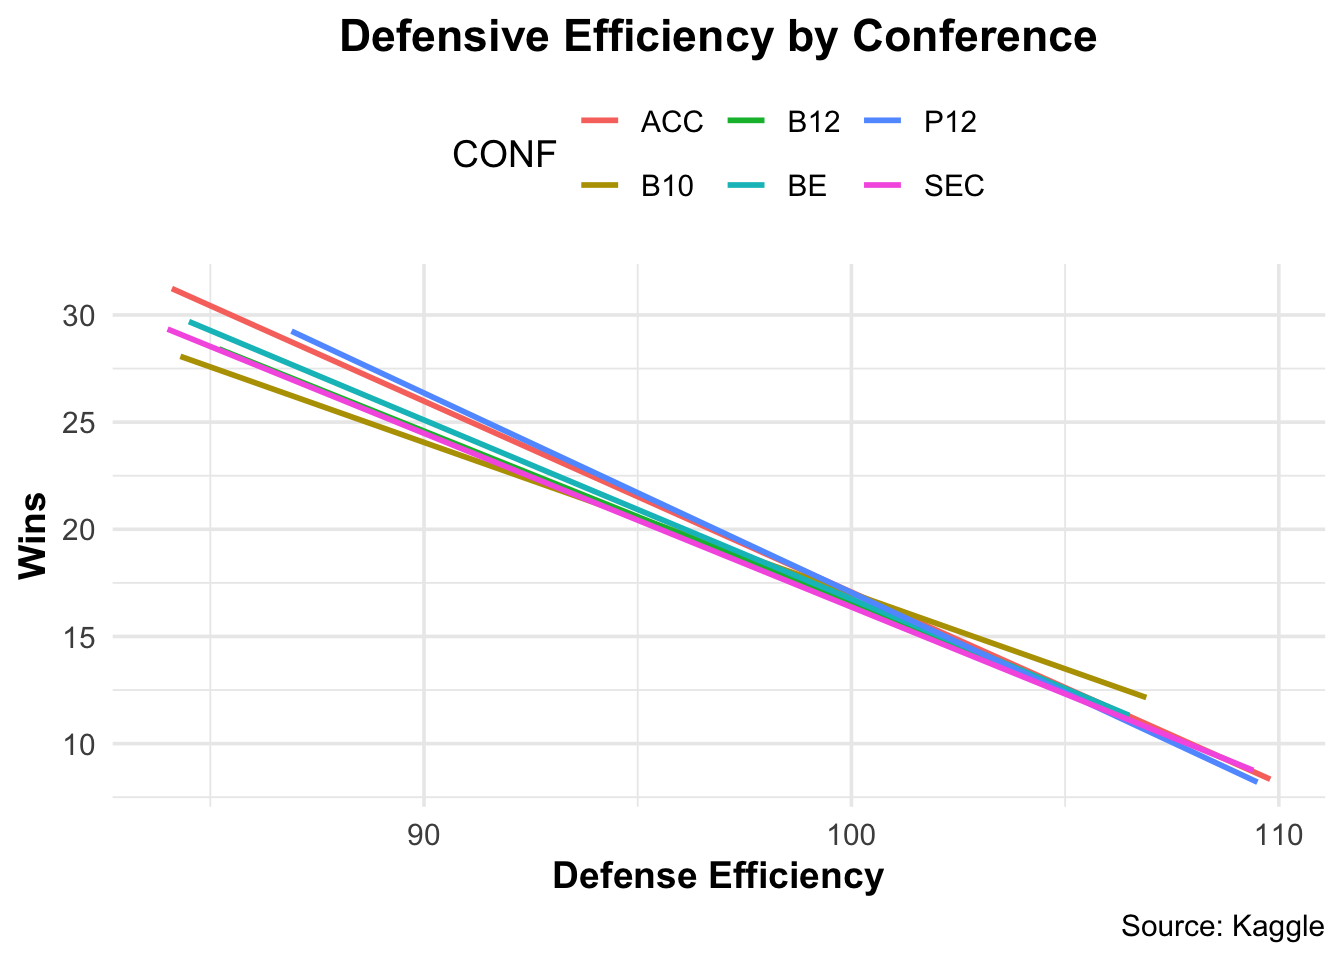 Defensive Efficiency by Conference
CONF
ACC
B12
P12
B10
BE
SEC
30
25
20
15
10
Wins
90
100
110
Defense Efficiency
Source: Kaggle